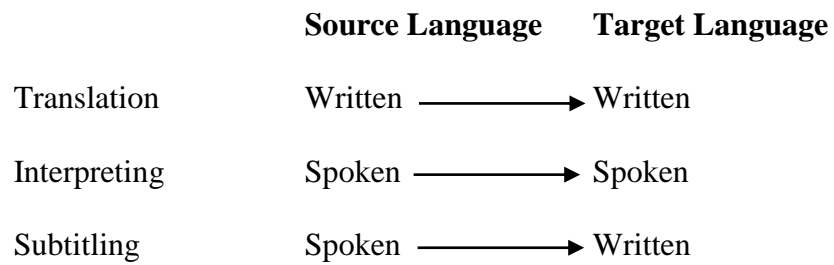 Source Language Target Language
Translation Written Written
Interpreting Spoken Spoken
Subtitling Spoken Written